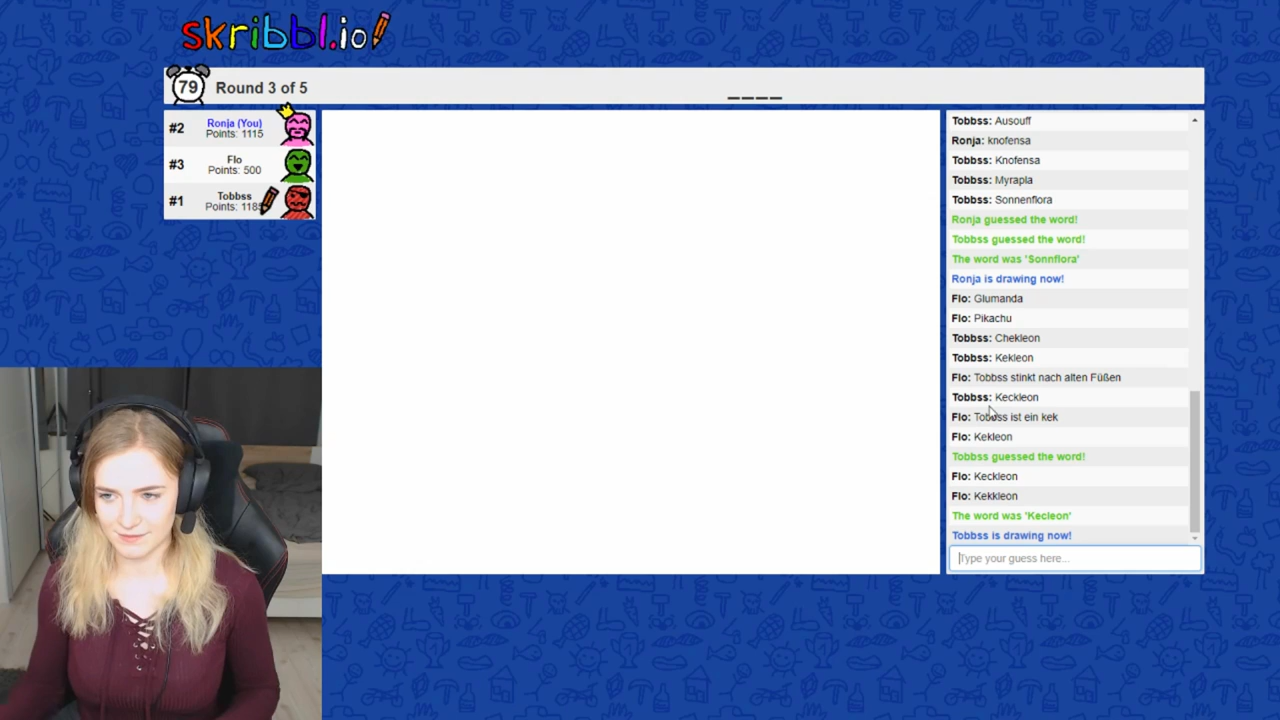 skribbl.io
79
Round 3 of 5
____
#2
Ronja (You)
Points: 1115
#3
Flo
Points: 500
#1
Tobbss
Points: 1185
Tobbss: Ausouff
Ronja: knofensa
Tobbss: Knofensa
Tobbss: Myrapla
Tobbss: Sonnenflora
Ronja guessed the word!
Tobbss guessed the word!
The word was 'Sonnflora'
Ronja is drawing now!
Flo: Glumanda
Flo: Pikachu
Tobbss: Chekleon
Tobbss: Kekleon
Flo: Tobbss stinkt nach alten Füßen
Tobbss: Keckleon
Flo: Tobbss ist ein kek
Flo: Kekleon
Tobbss guessed the word!
Flo: Keckleon
Flo: Kekkleon
The word was 'Kecleon'
Tobbss is drawing now!
Type your guess here...